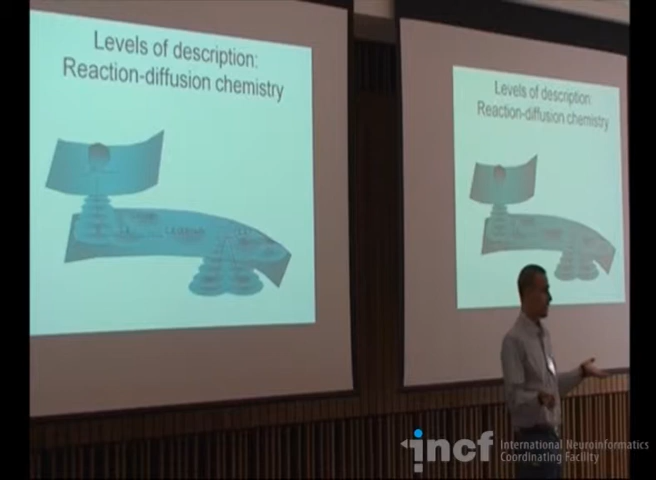 Levels of description:
Reaction-diffusion chemistry
Levels of description:
Reaction-diffusion chemistry
incf
International Neuroinformatics
Coordinating Facility